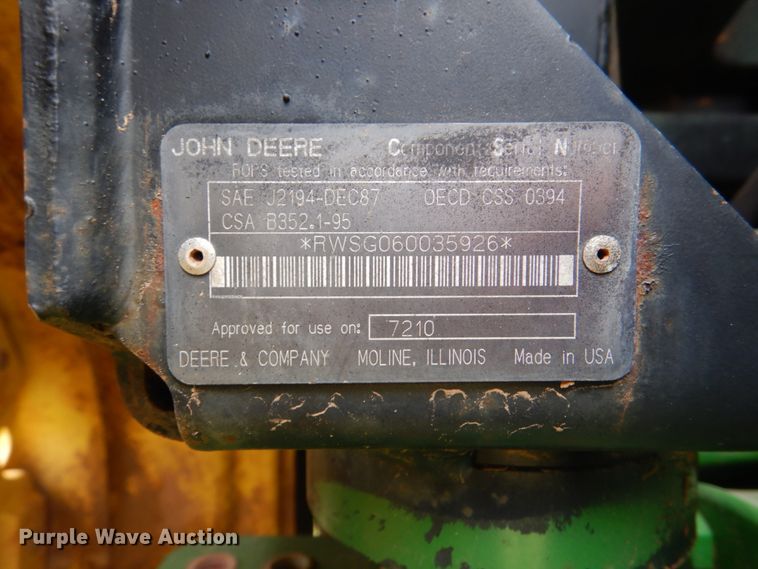 JOHN DEERE Component Serial Number
ROPS tested in accordance with requirements:
SAE J2194-DEC87 OECD CSS 0394
CSA B352.1-95
*RWSG060035926*
Approved for use on: 7210
DEERE & COMPANY MOLINE, ILLINOIS Made in USA
Purple Wave Auction